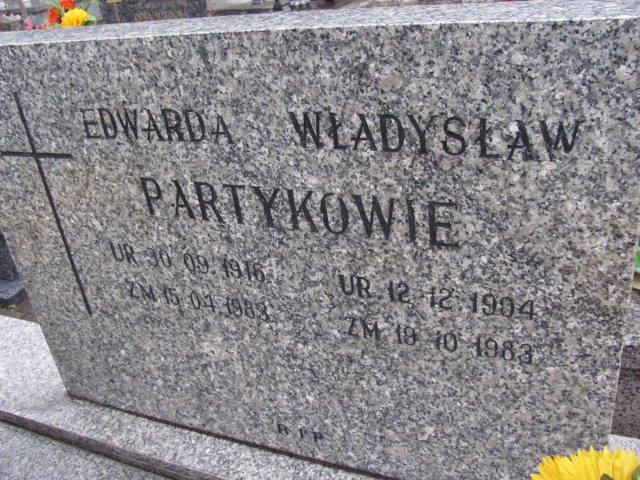 EDWARDA WŁADYSŁAW
PARTYKOWIE
UR 30 09 1916 UR 12 12 1904
ZM 15 04 1983 ZM 19 10 1983
RIP